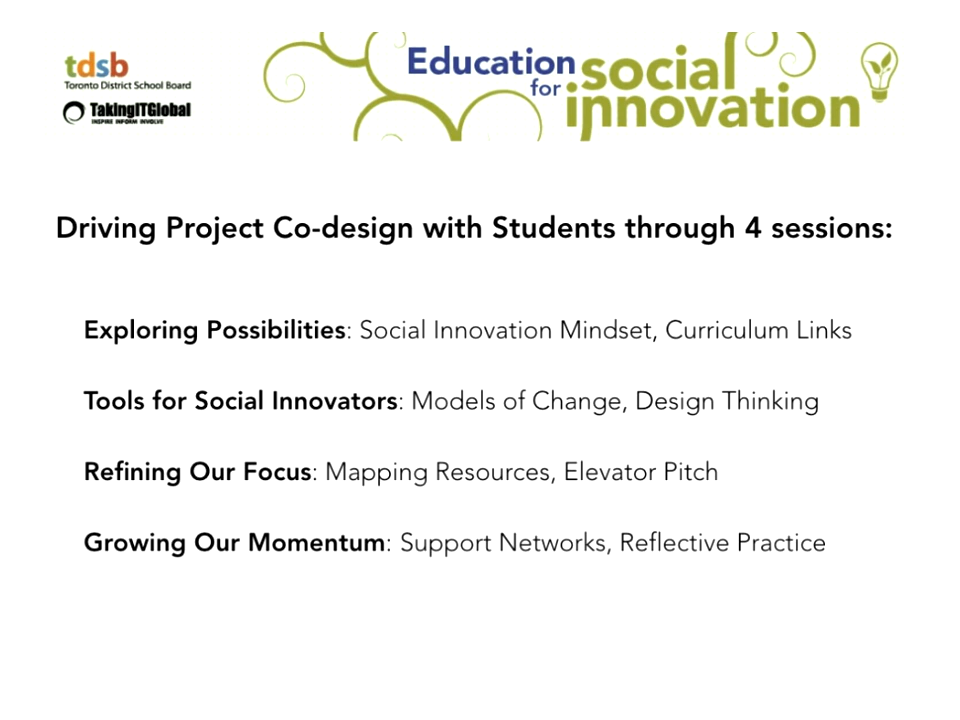 tdsb
Toronto District School Board
TakingITGlobal
INSPIRE INFORM INVOLVE
Education
for
social
innovation
Driving Project Co-design with Students through 4 sessions:
Exploring Possibilities: Social Innovation Mindset, Curriculum Links
Tools for Social Innovators: Models of Change, Design Thinking
Refining Our Focus: Mapping Resources, Elevator Pitch
Growing Our Momentum: Support Networks, Reflective Practice